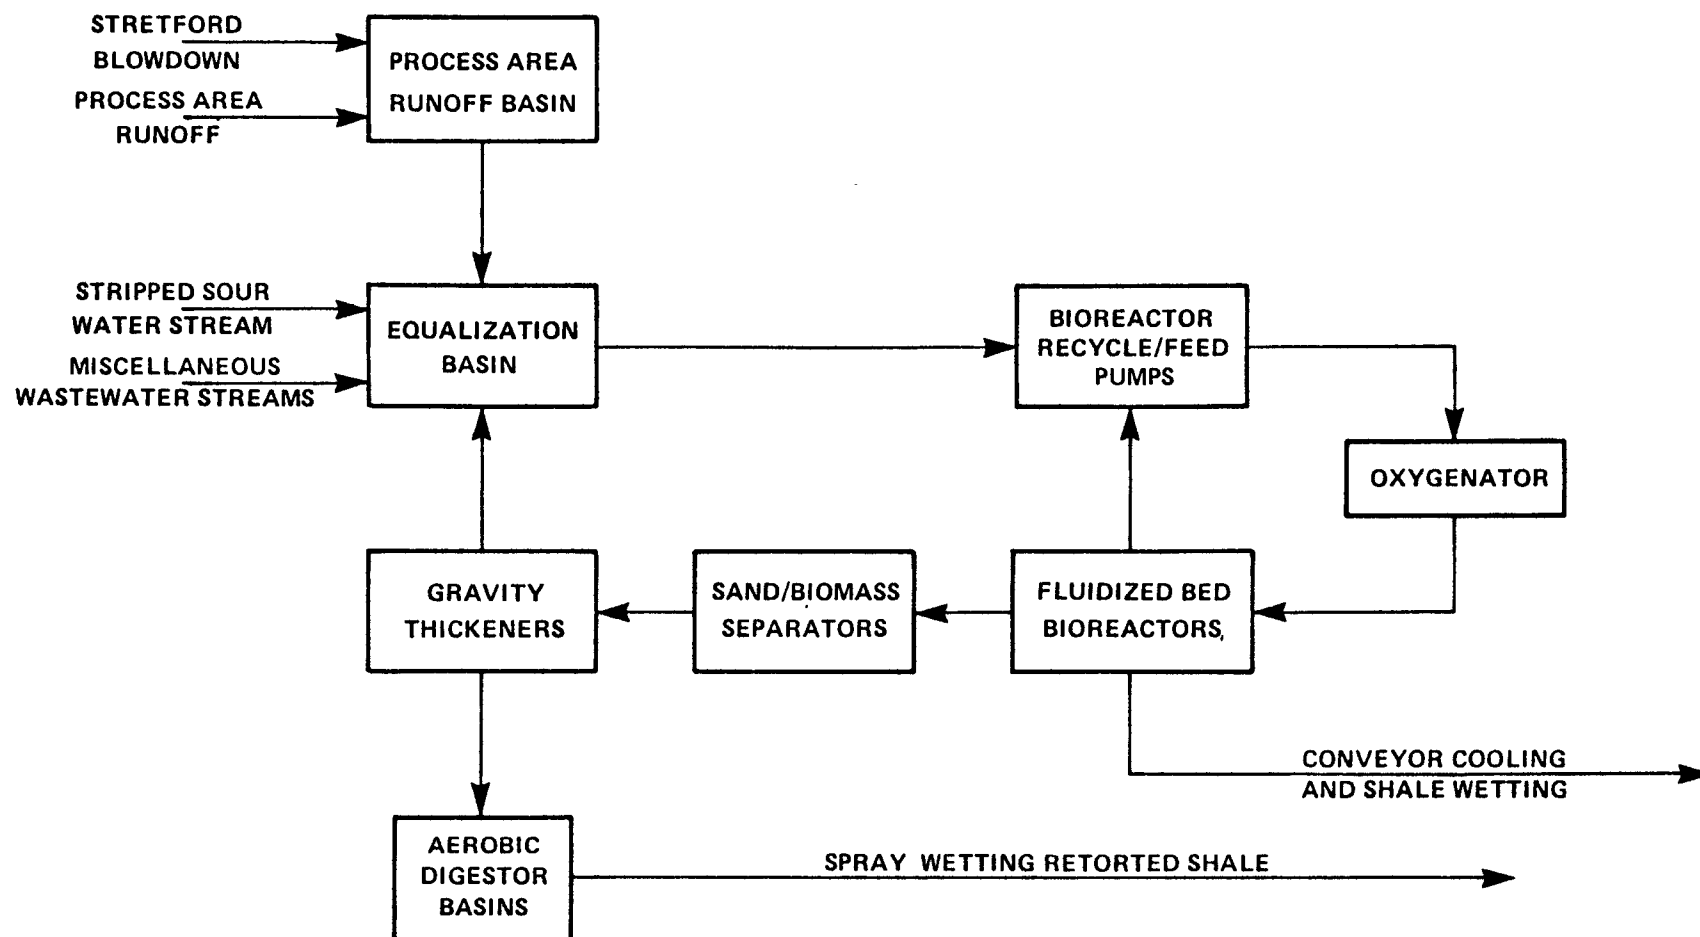 STRETFORD
BLOWDOWN
PROCESS AREA
RUNOFF
PROCESS AREA
RUNOFF BASIN
STRIPPED SOUR
WATER STREAM
MISCELLANEOUS
WASTEWATER STREAMS
EQUALIZATION
BASIN
BIOREACTOR
RECYCLE/FEED
PUMPS
OXYGENATOR
GRAVITY
THICKENERS
SAND/BIOMASS
SEPARATORS
FLUIDIZED BED
BIOREACTORS
CONVEYOR COOLING
AND SHALE WETTING
AEROBIC
DIGESTOR
BASINS
SPRAY WETTING RETORTED SHALE